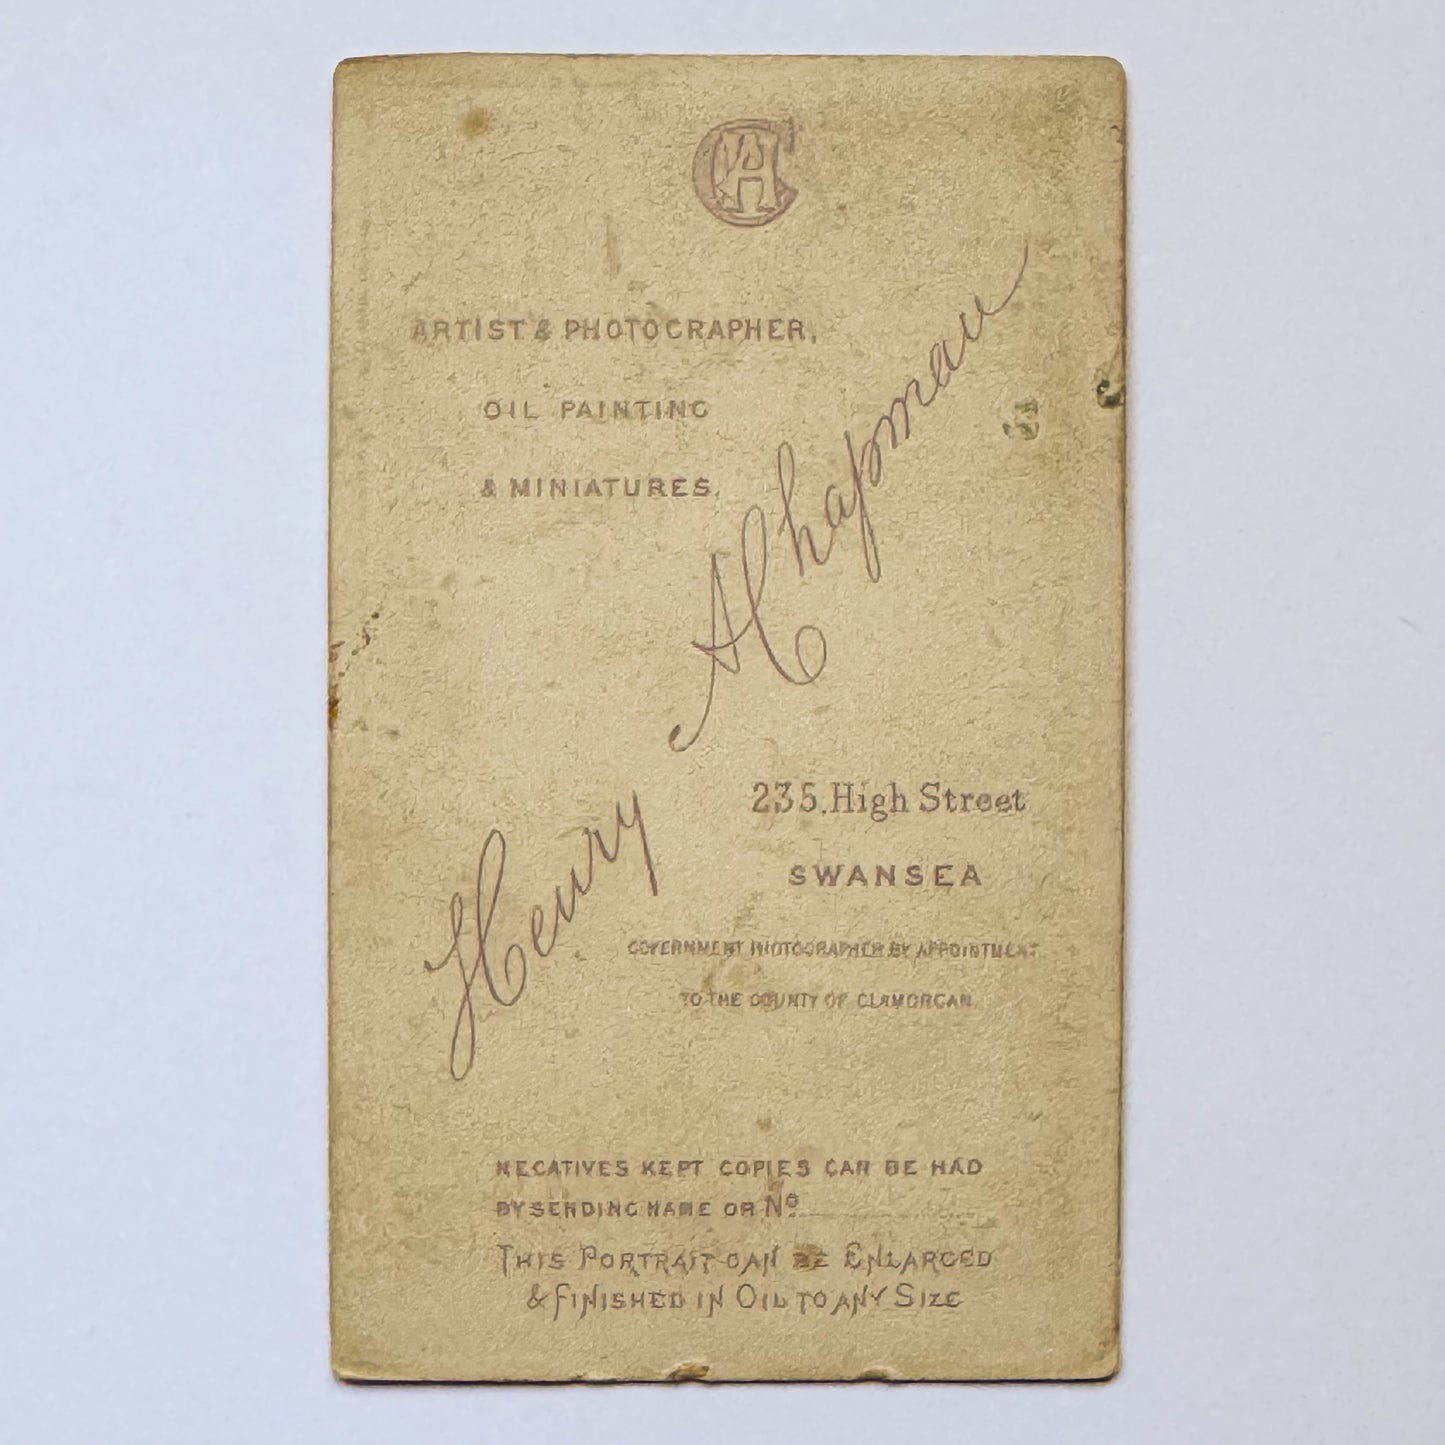 HAC
ARTIST & PHOTOGRAPHER,
OIL PAINTING
& MINIATURES.
Henry A Chapman
235, High Street
SWANSEA
GOVERNMENT PHOTOGRAPHER BY APPOINTMENT
TO THE COUNTY OF GLAMORGAN.
NEGATIVES KEPT COPIES CAN BE HAD
BY SENDING NAME OR Nº
THIS PORTRAIT CAN BE ENLARGED
& FINISHED IN OIL TO ANY SIZE